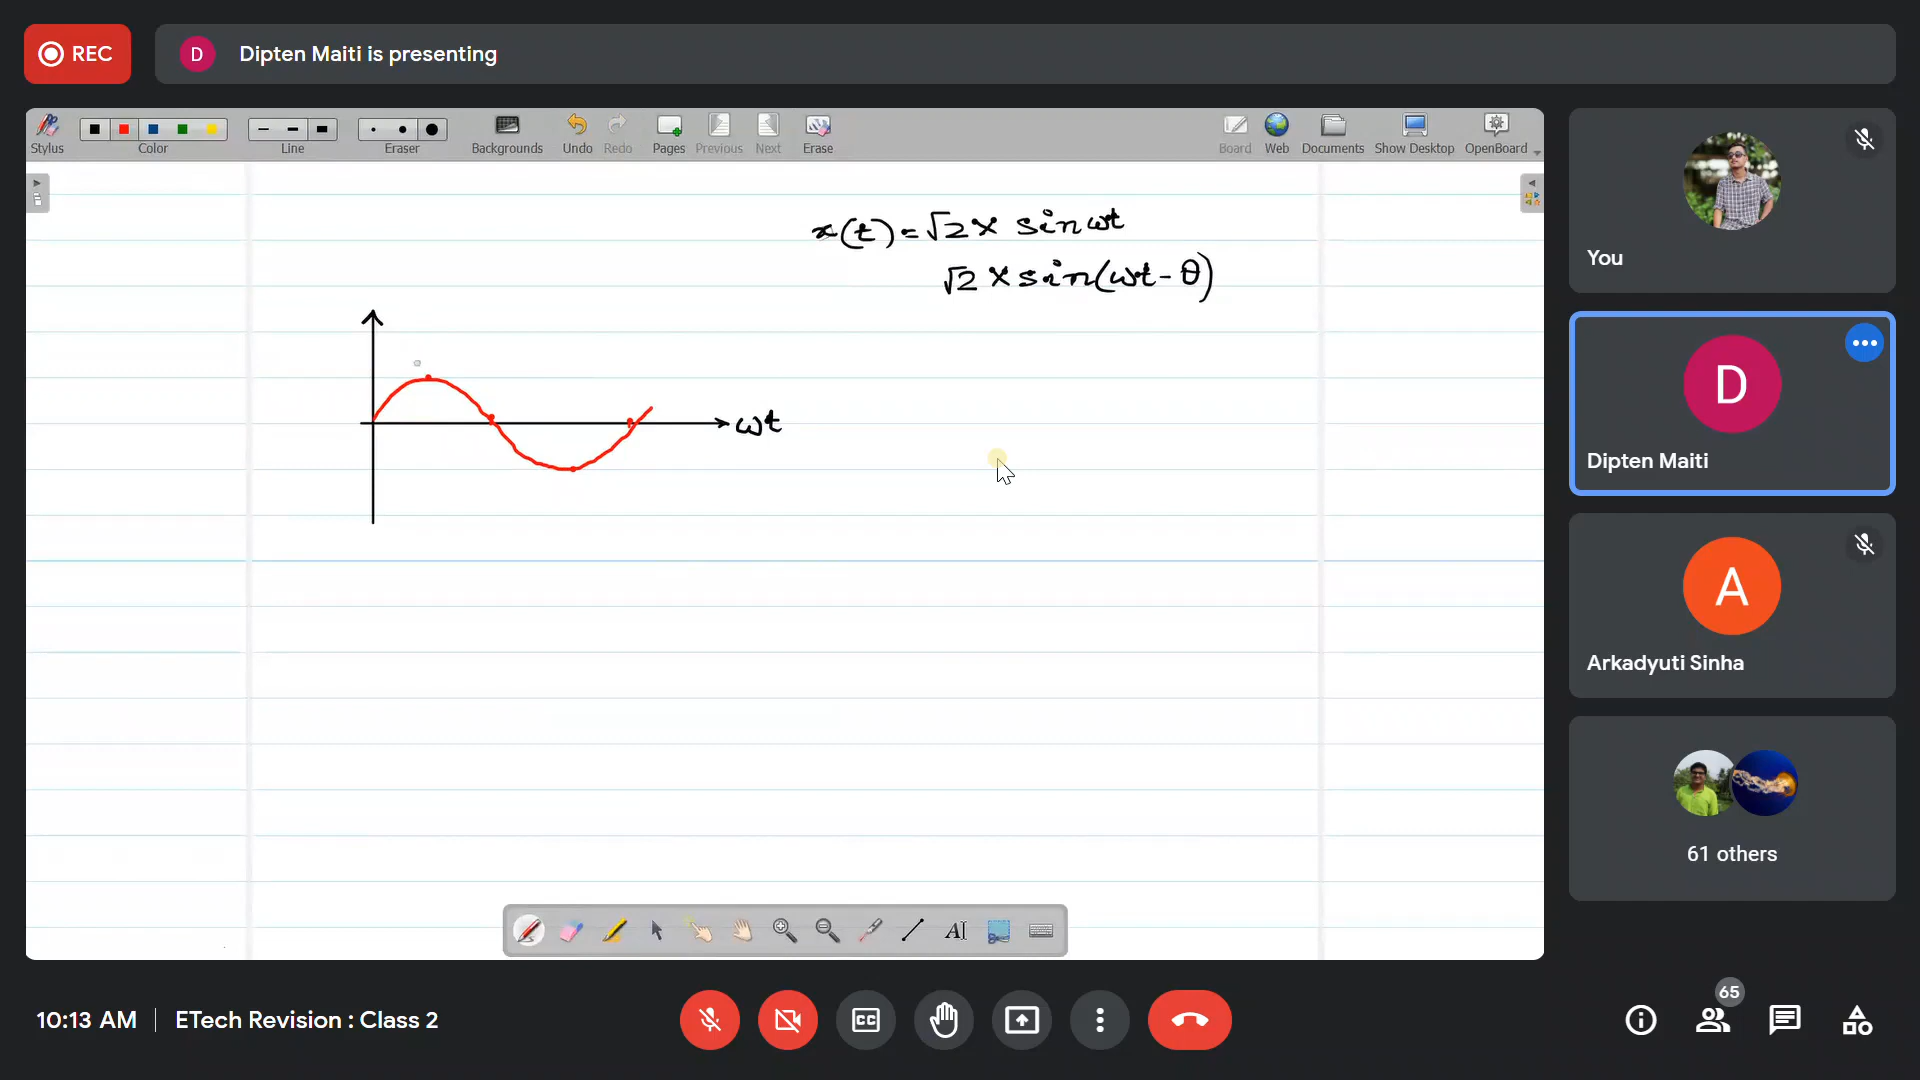 REC
D Dipten Maiti is presenting
Stylus Color Line Eraser Backgrounds Undo Redo Pages Previous Next Erase Board Web Documents Show Desktop OpenBoard
x(t) = √2 X sin ωt
√2 X sin(ωt - θ)
ωt
You
D
Dipten Maiti
A
Arkadyuti Sinha
61 others
AI
10:13 AM | ETech Revision : Class 2
CC
65